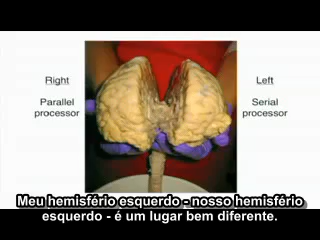 Right
Left
Parallel
processor
Serial
processor
Meu hemisfério esquerdo - nosso hemisfério
esquerdo - é um lugar bem diferente.